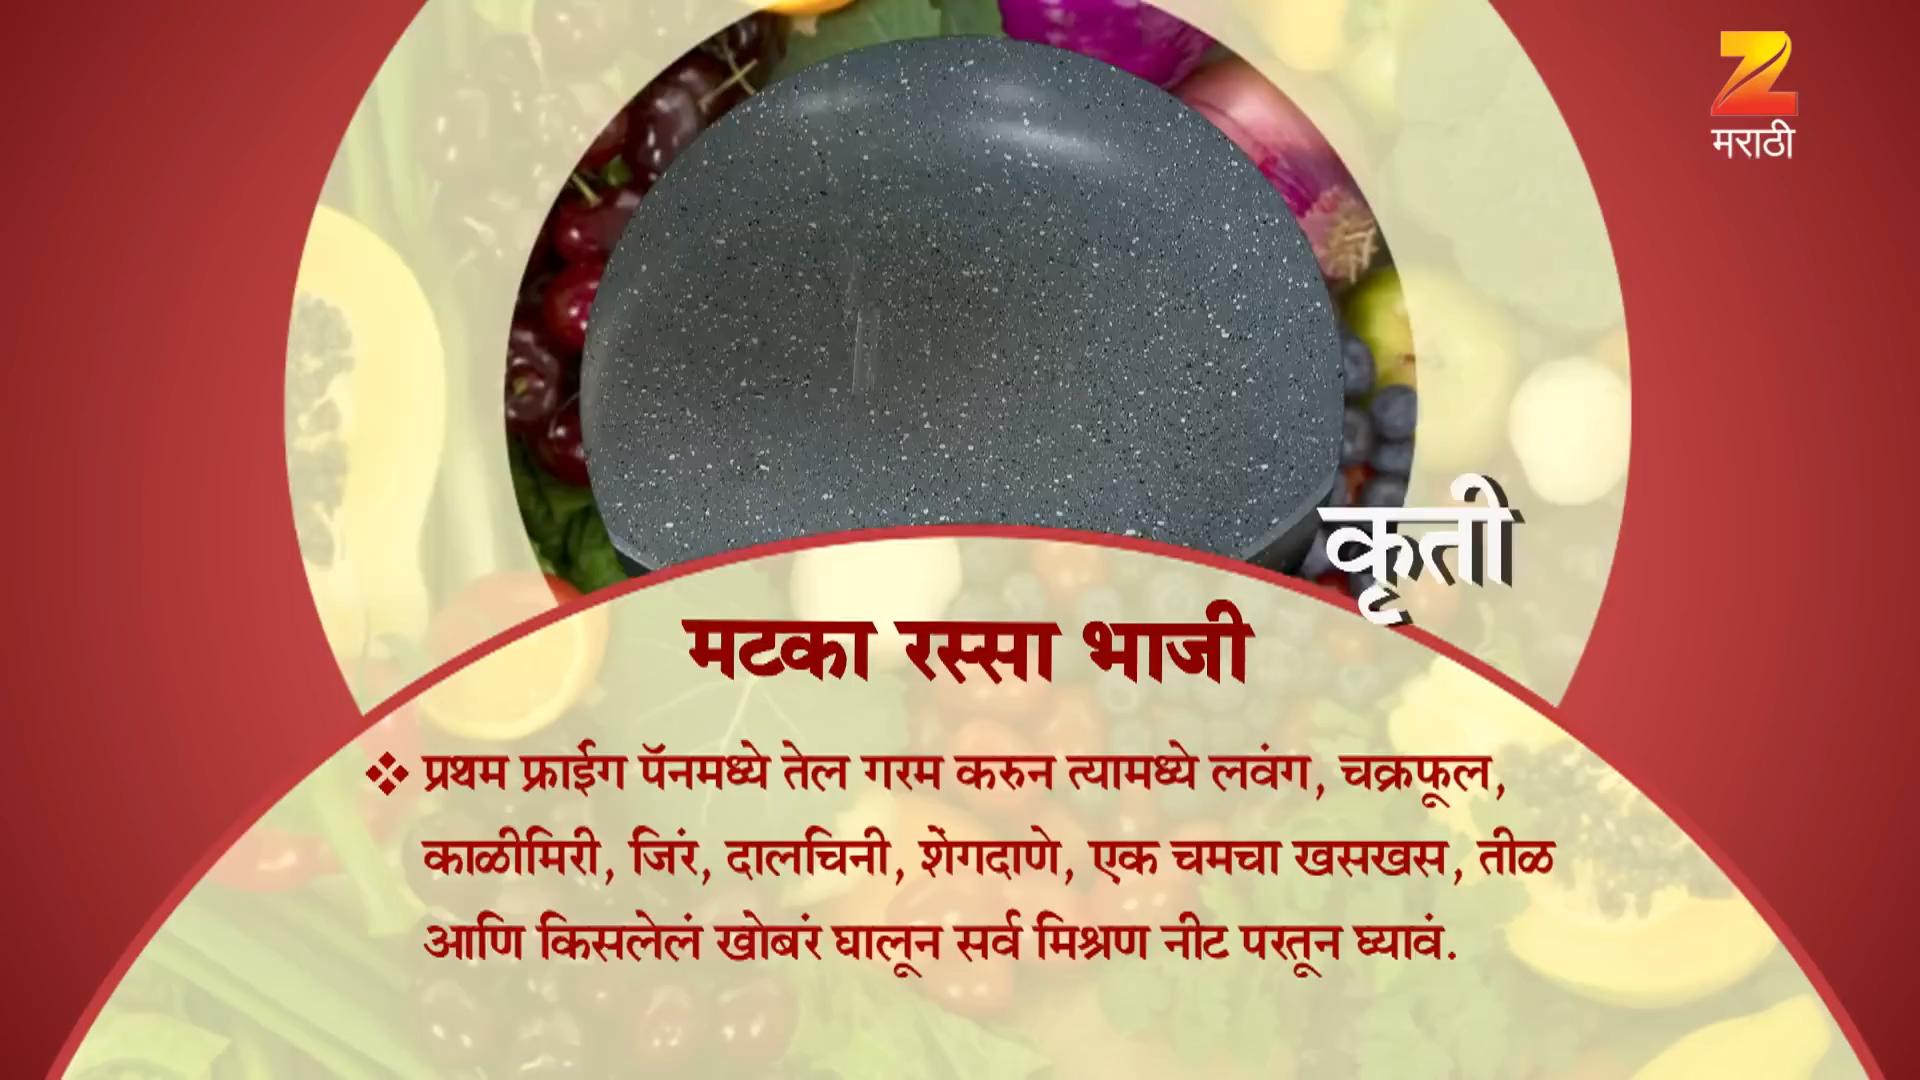 मराठी
कृती
मटका रस्सा भाजी
प्रथम फ्राईंग पॅनमध्ये तेल गरम करुन त्यामध्ये लवंग, चक्रफूल,
काळीमिरी, जिरं, दालचिनी, शेंगदाणे, एक चमचा खसखस, तीळ
आणि किसलेलं खोबरं घालून सर्व मिश्रण नीट परतून घ्यावं.